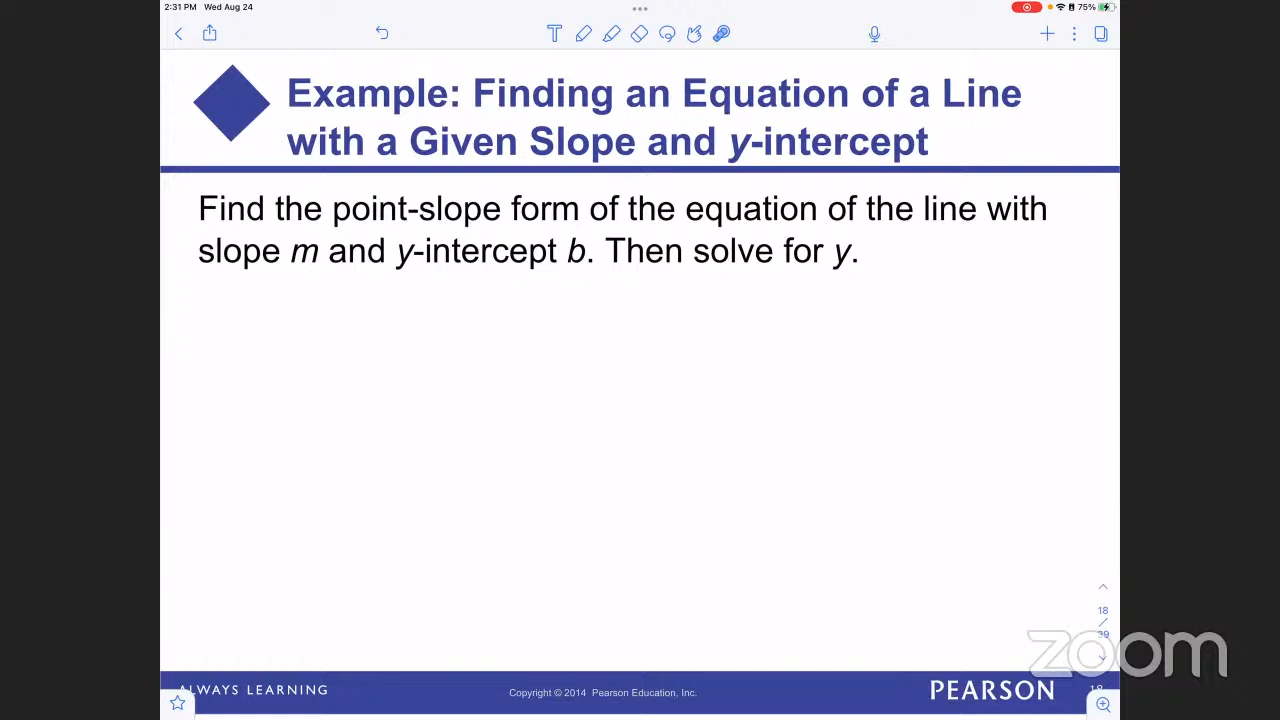 2:31 PM Wed Aug 24
75%
Example: Finding an Equation of a Line
with a Given Slope and y-intercept
Find the point-slope form of the equation of the line with
slope m and y-intercept b. Then solve for y.
18
/
39
zoom
ALWAYS LEARNING
Copyright © 2014 Pearson Education, Inc.
PEARSON
18